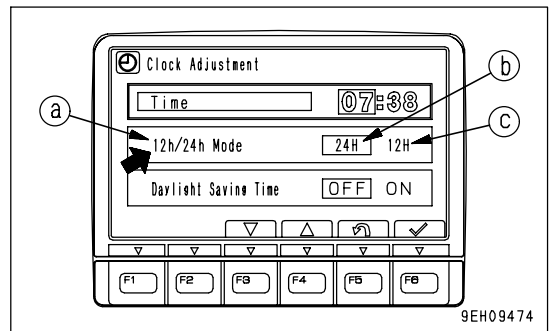 Clock Adjustment
Time 07:38
12h/24h Mode 24H 12H
Daylight Saving Time OFF ON
a
b
c
F1 F2 F3 F4 F5 F6
9EH09474